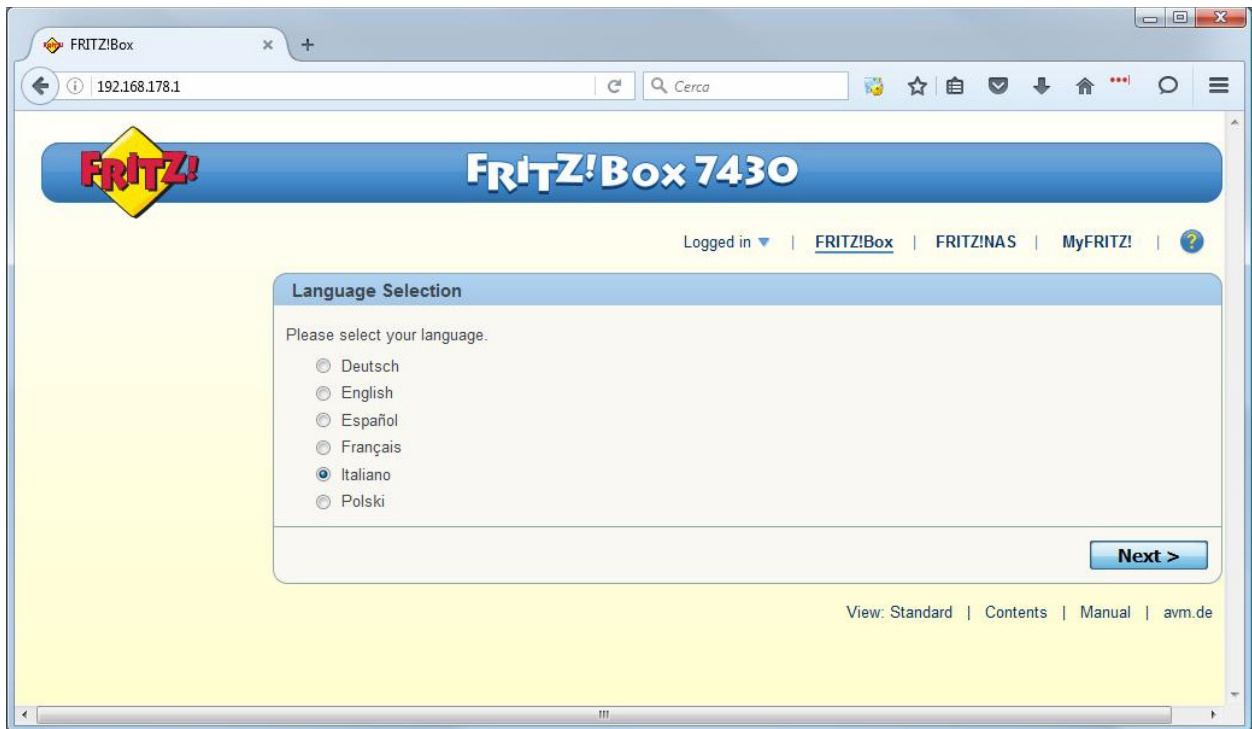 FRITZ!Box
192.168.178.1
Cerca
FRITZ!
FRITZ!Box 7430
Logged in | FRITZ!Box | FRITZ!NAS | MyFRITZ! | ?
Language Selection
Please select your language.
Deutsch
English
Español
Français
Italiano
Polski
Next >
View: Standard | Contents | Manual | avm.de